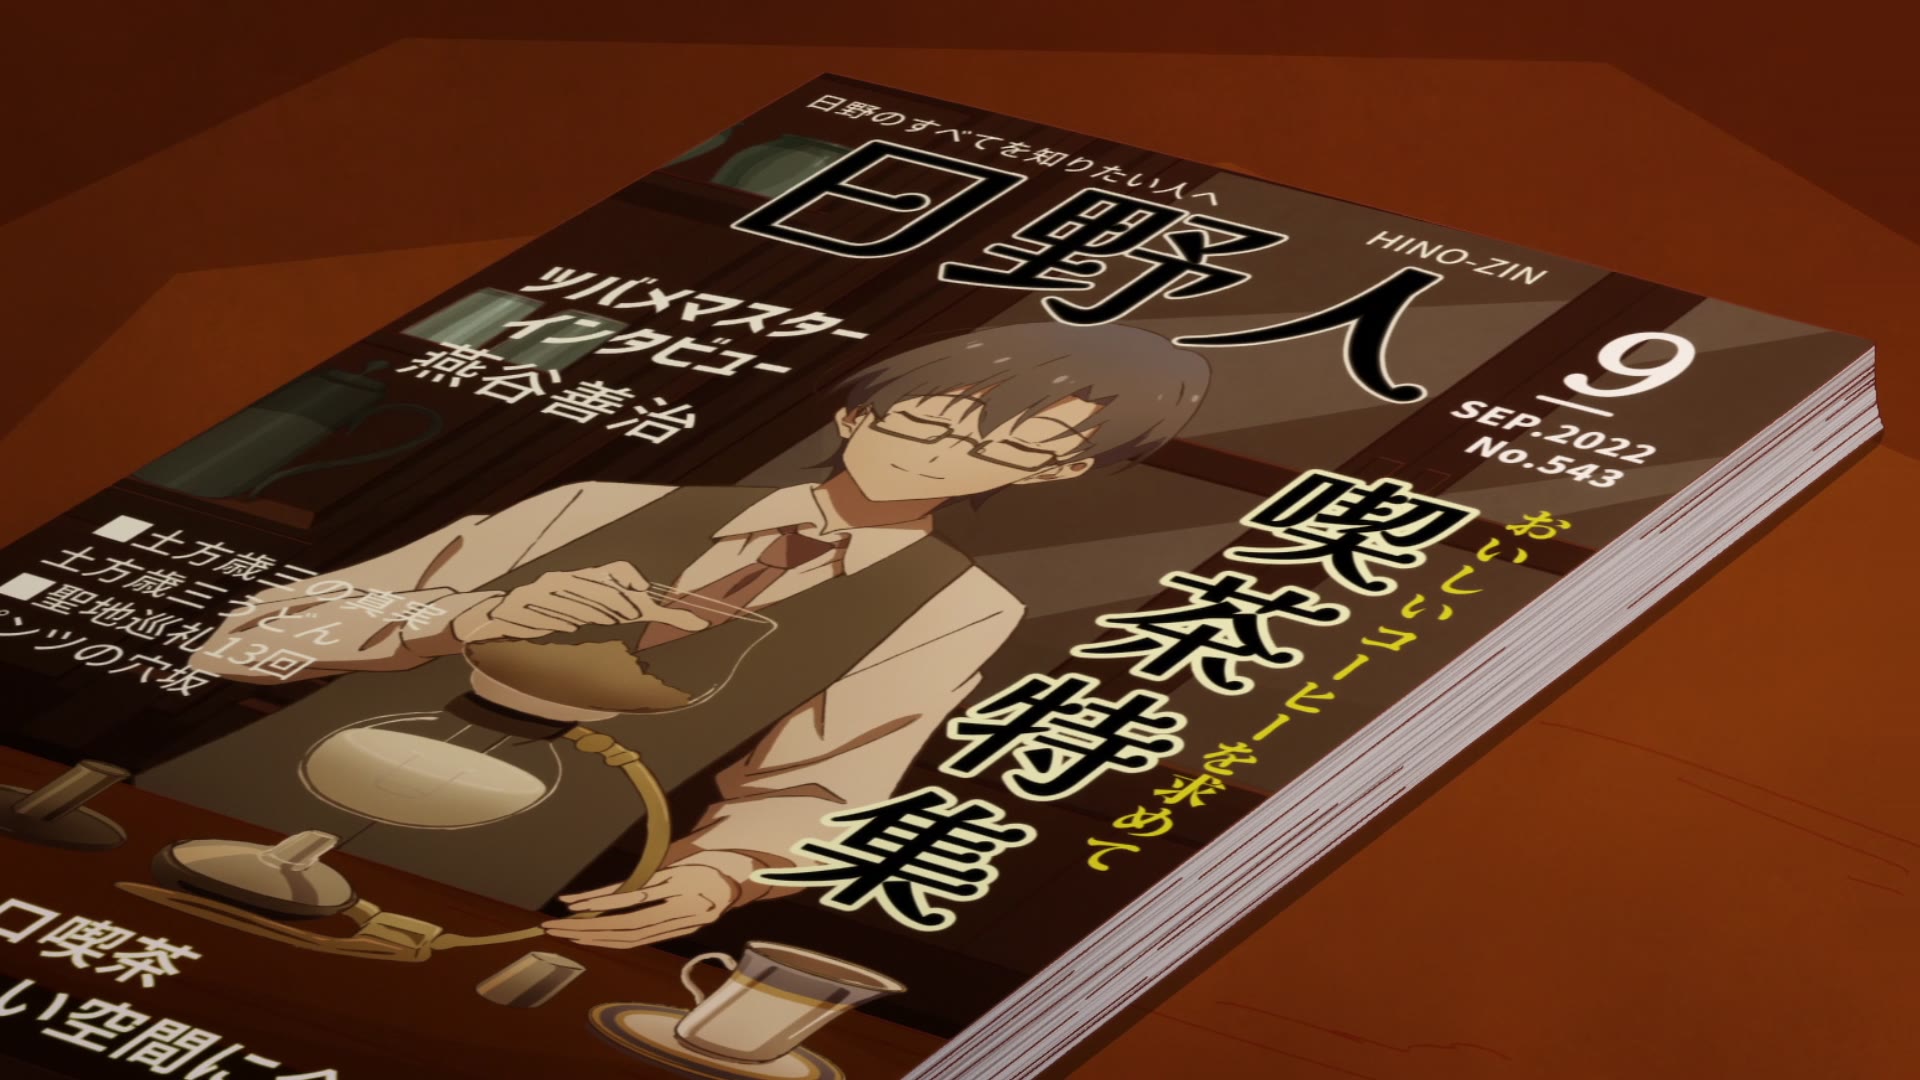 日野のすべてを知りたい人へ
日野人
HINO-ZIN
9
SEP.2022
No.543
ツバメマスター
インタビュー
燕谷善治
おいしいコーヒーを求めて
喫茶特集
■土方歳三の真実
土方歳三うどん
■聖地巡礼13回
ンツの穴坂
口喫茶
い空間に